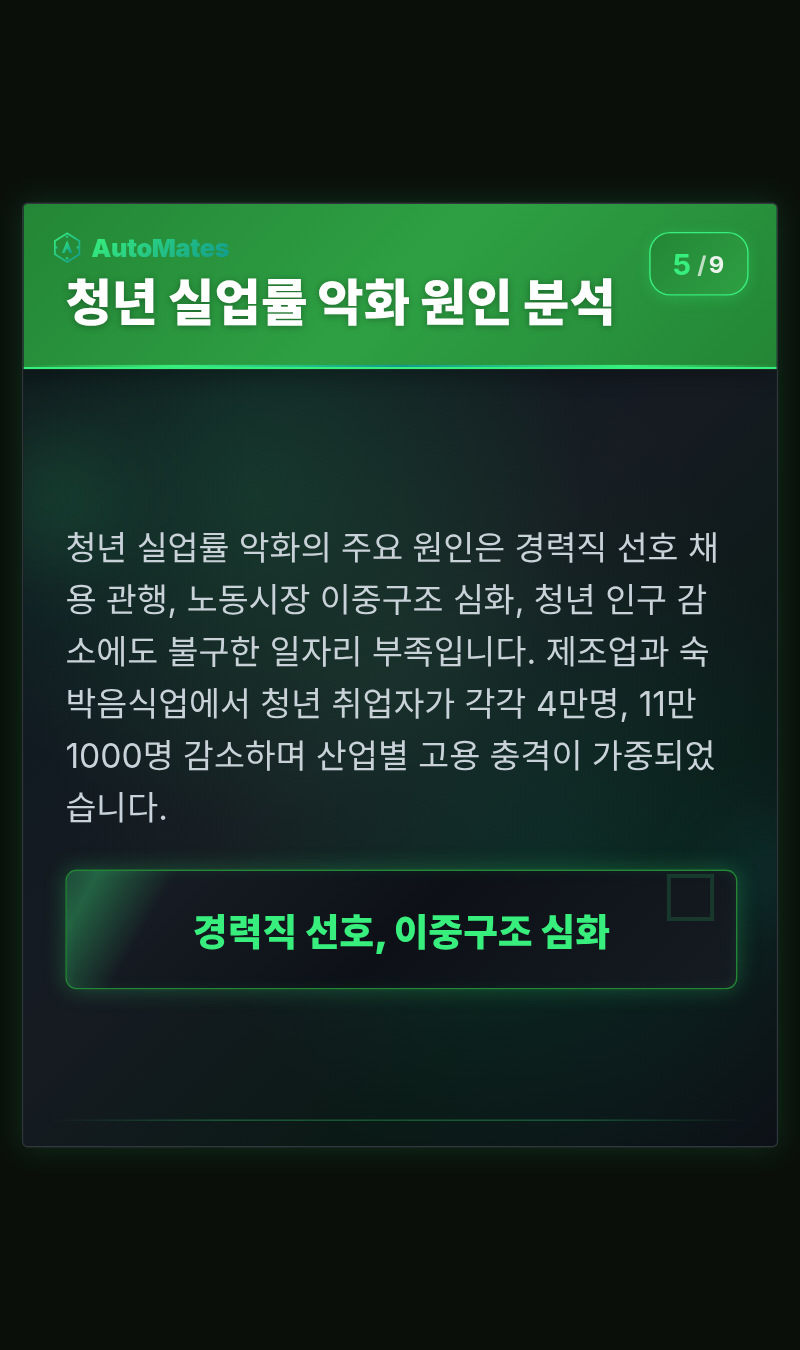 AutoMates
5 / 9
청년 실업률 악화 원인 분석
청년 실업률 악화의 주요 원인은 경력직 선호 채
용 관행, 노동시장 이중구조 심화, 청년 인구 감
소에도 불구한 일자리 부족입니다. 제조업과 숙
박음식업에서 청년 취업자가 각각 4만명, 11만
1000명 감소하며 산업별 고용 충격이 가중되었
습니다.
경력직 선호, 이중구조 심화